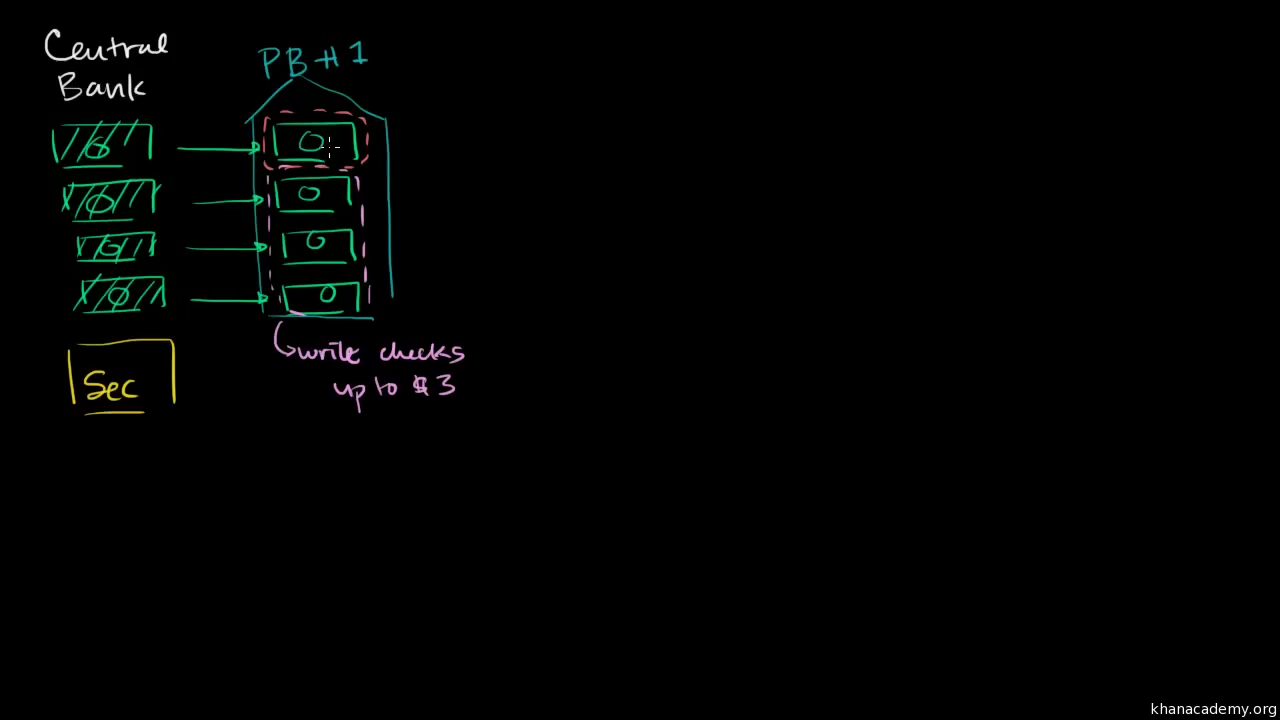 Central
Bank
PB #1
0
0
0
0
Sec
write checks
up to $3
khanacademy.org